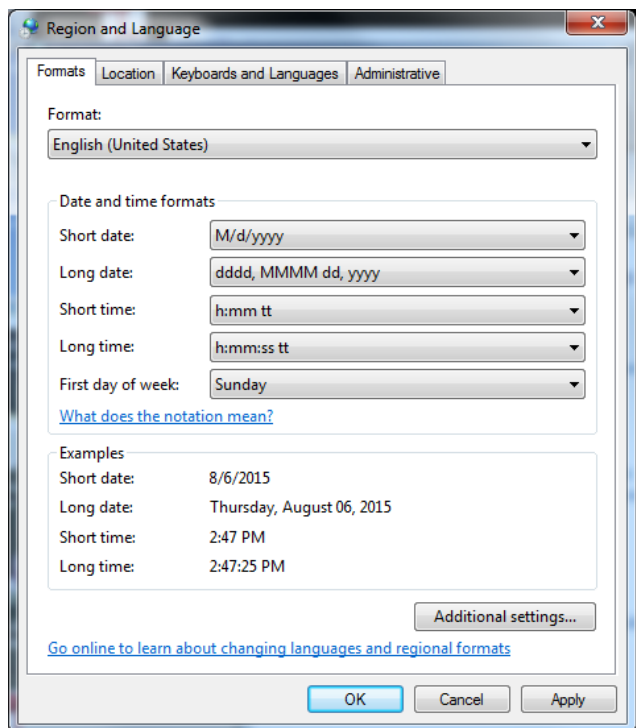 Region and Language
Formats Location Keyboards and Languages Administrative
Format:
English (United States)
Date and time formats
Short date: M/d/yyyy
Long date: dddd, MMMM dd, yyyy
Short time: h:mm tt
Long time: h:mm:ss tt
First day of week: Sunday
What does the notation mean?
Examples
Short date: 8/6/2015
Long date: Thursday, August 06, 2015
Short time: 2:47 PM
Long time: 2:47:25 PM
Additional settings...
Go online to learn about changing languages and regional formats
OK Cancel Apply